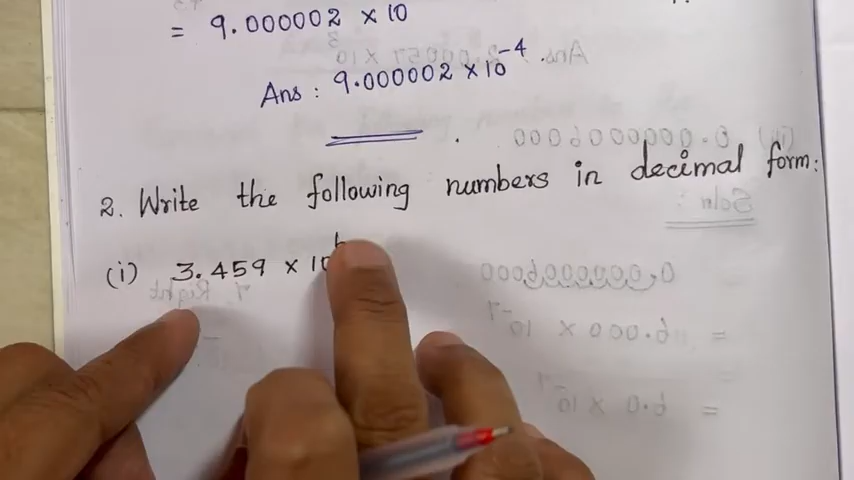 = 9.000002 × 10
Ans : 9.000002 × 10⁻⁴
2. Write the following numbers in decimal form:
(i) 3.459 × 10